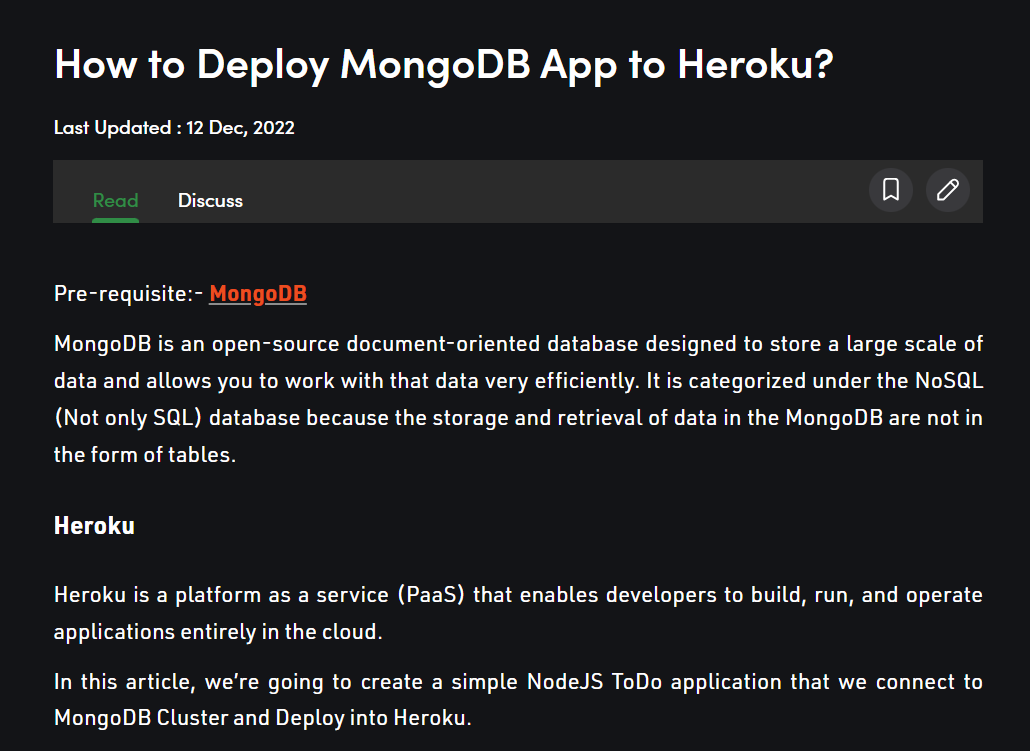 How to Deploy MongoDB App to Heroku?
Last Updated : 12 Dec, 2022
Read Discuss
Pre-requisite:- MongoDB
MongoDB is an open-source document-oriented database designed to store a large scale of
data and allows you to work with that data very efficiently. It is categorized under the NoSQL
(Not only SQL) database because the storage and retrieval of data in the MongoDB are not in
the form of tables.
Heroku
Heroku is a platform as a service (PaaS) that enables developers to build, run, and operate
applications entirely in the cloud.
In this article, we’re going to create a simple NodeJS ToDo application that we connect to
MongoDB Cluster and Deploy into Heroku.